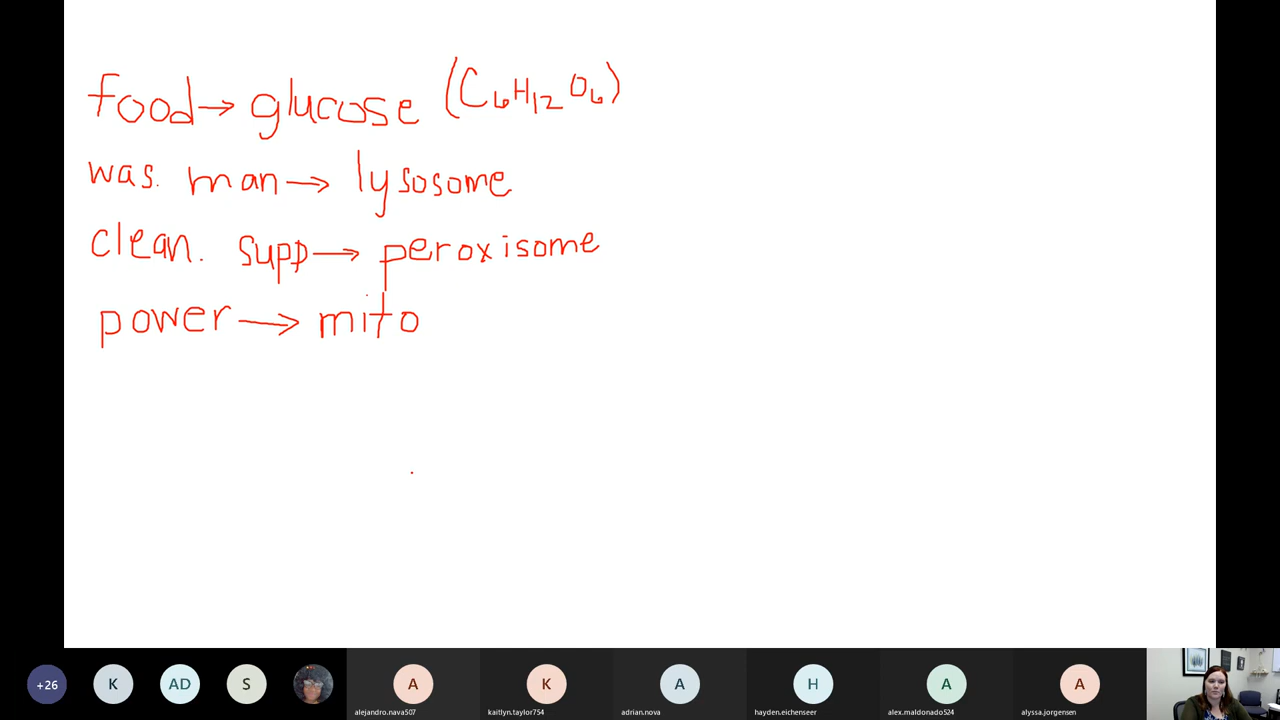 food → glucose (C₆H₁₂O₆)
was. man → lysosome
clean. supp → peroxisome
power → mito
+26
K
AD
S
A
K
A
H
A
A
alejandro.nava507
kaitlyn.taylor754
adrian.nova
hayden.eichenseer
alex.maldonado524
alyssa.jorgensen